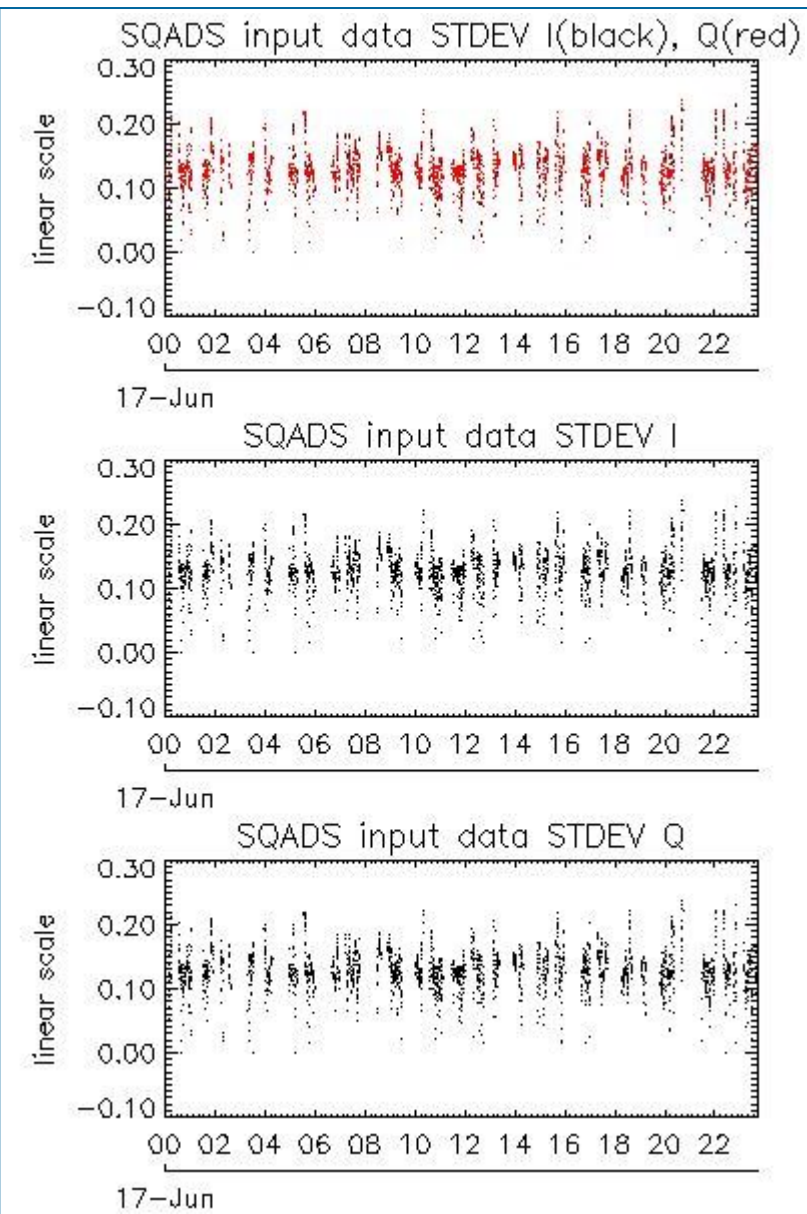 SQADS input data STDEV I(black), Q(red)
linear scale
0.30
0.20
0.10
0.00
-0.10
00 02 04 06 08 10 12 14 16 18 20 22
17-Jun
SQADS input data STDEV I
linear scale
0.30
0.20
0.10
0.00
-0.10
00 02 04 06 08 10 12 14 16 18 20 22
17-Jun
SQADS input data STDEV Q
linear scale
0.30
0.20
0.10
0.00
-0.10
00 02 04 06 08 10 12 14 16 18 20 22
17-Jun